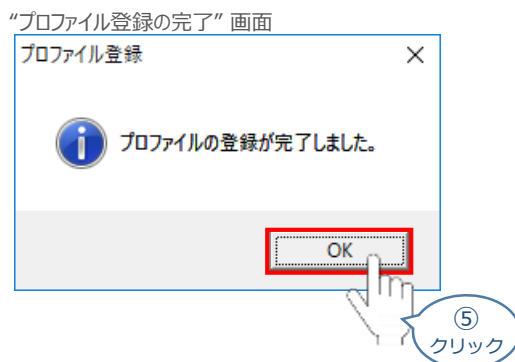 “プロファイル登録の完了” 画面
プロファイル登録
プロファイルの登録が完了しました。
OK
⑤
クリック